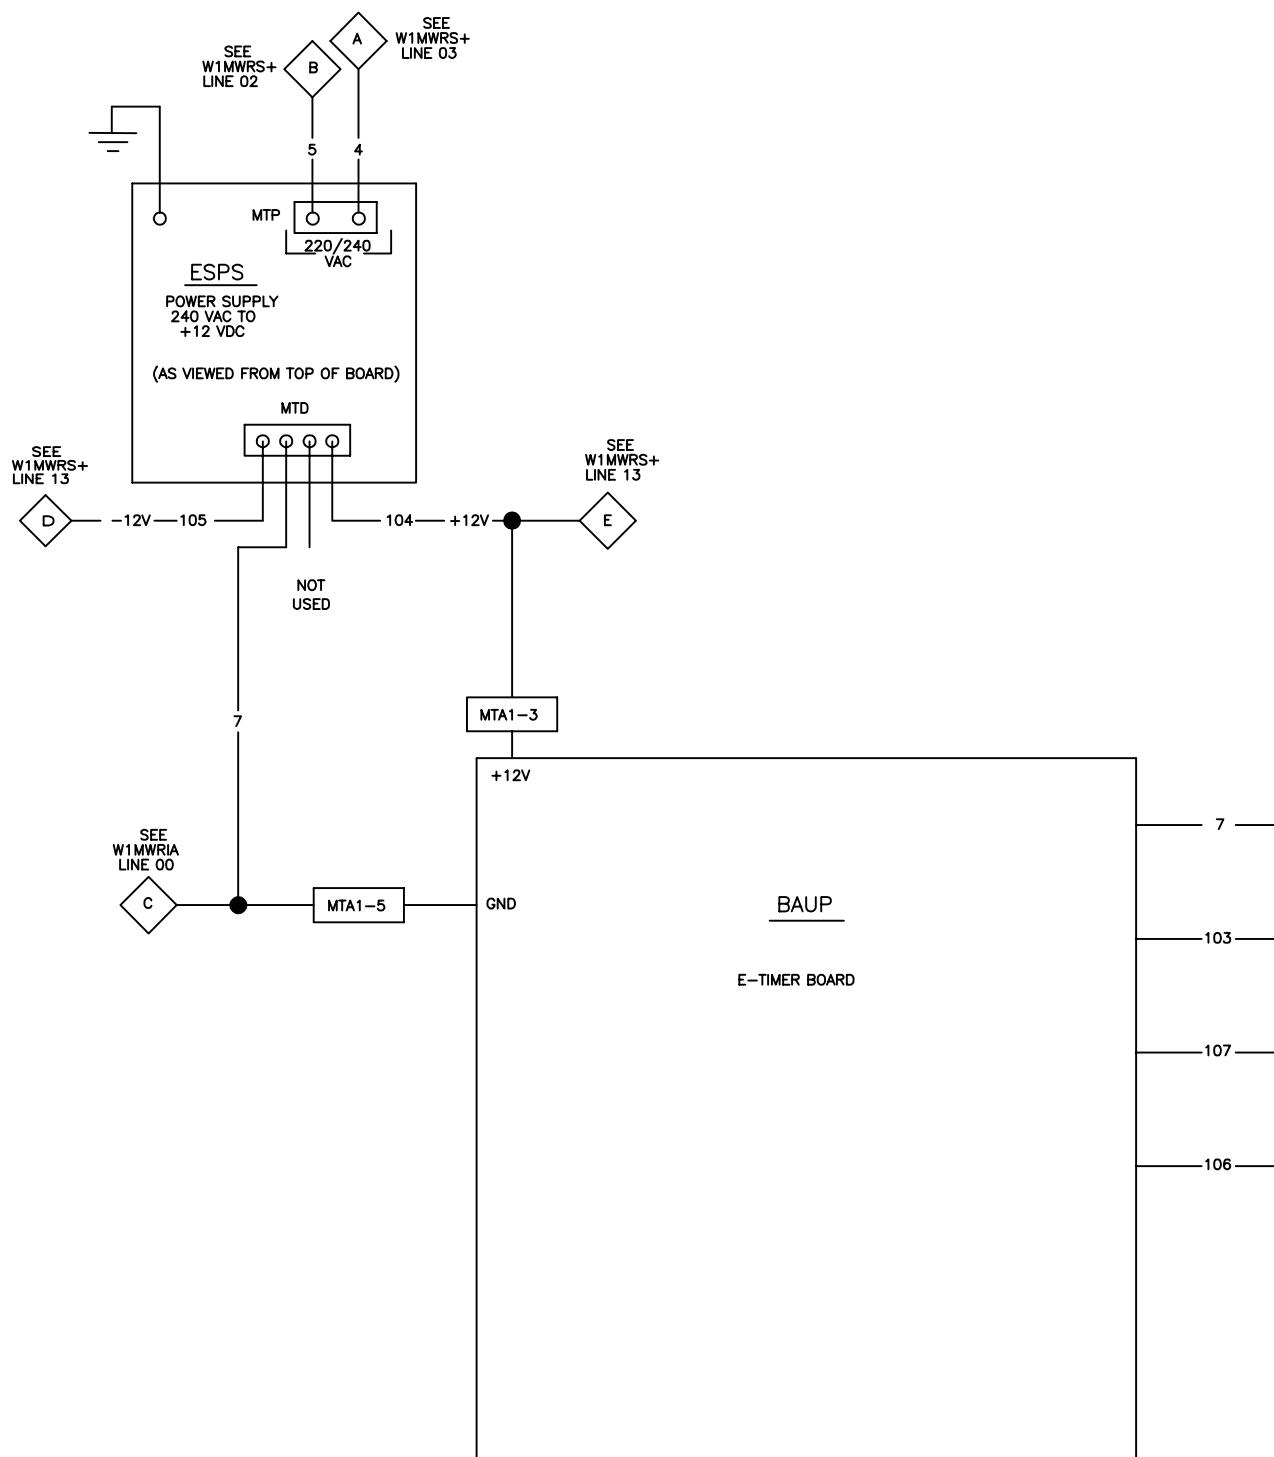 SEE
W1MWRS+
LINE 03
A
SEE
W1MWRS+
LINE 02
B
5
4
MTP
220/240
VAC
ESPS
POWER SUPPLY
240 VAC TO
+12 VDC
(AS VIEWED FROM TOP OF BOARD)
MTD
SEE
W1MWRS+
LINE 13
D
-12V
105
104
+12V
SEE
W1MWRS+
LINE 13
E
NOT
USED
7
MTA1-3
+12V
SEE
W1MWRIA
LINE 00
C
MTA1-5
GND
BAUP
E-TIMER BOARD
7
103
107
106